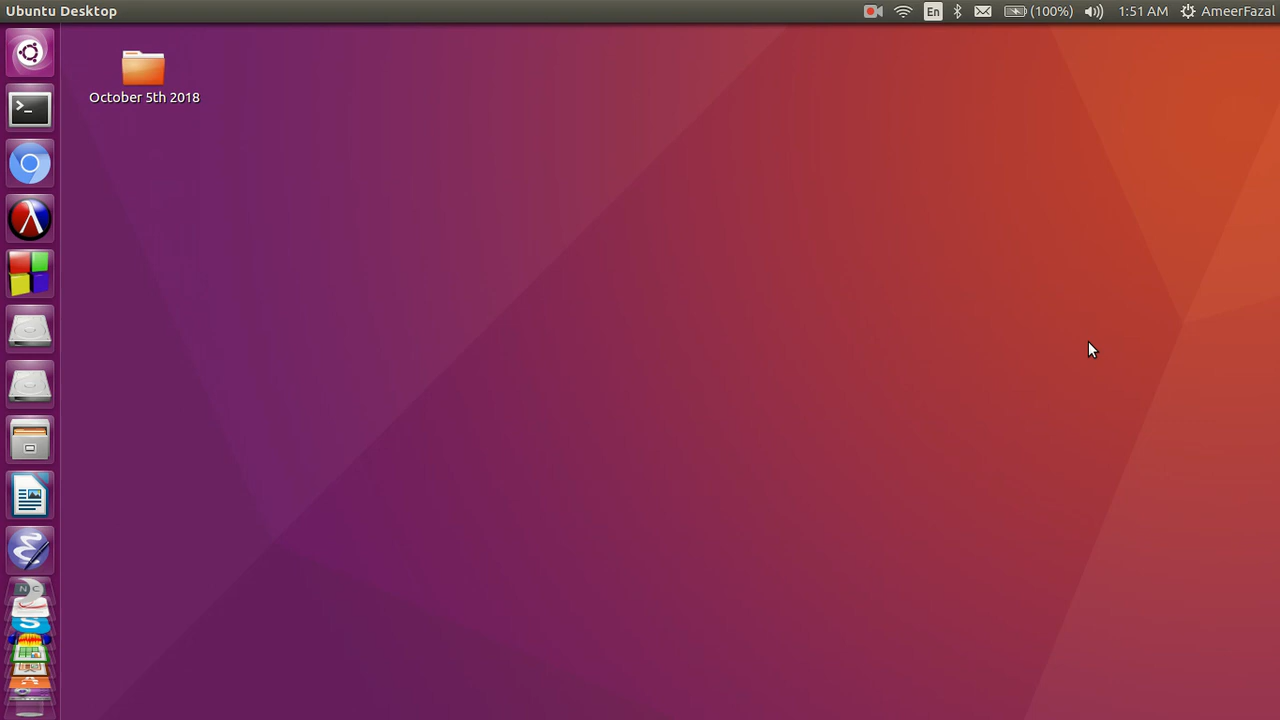 Ubuntu Desktop
En
(100%)
1:51 AM
AmeerFazal
October 5th 2018
>_
N C
S